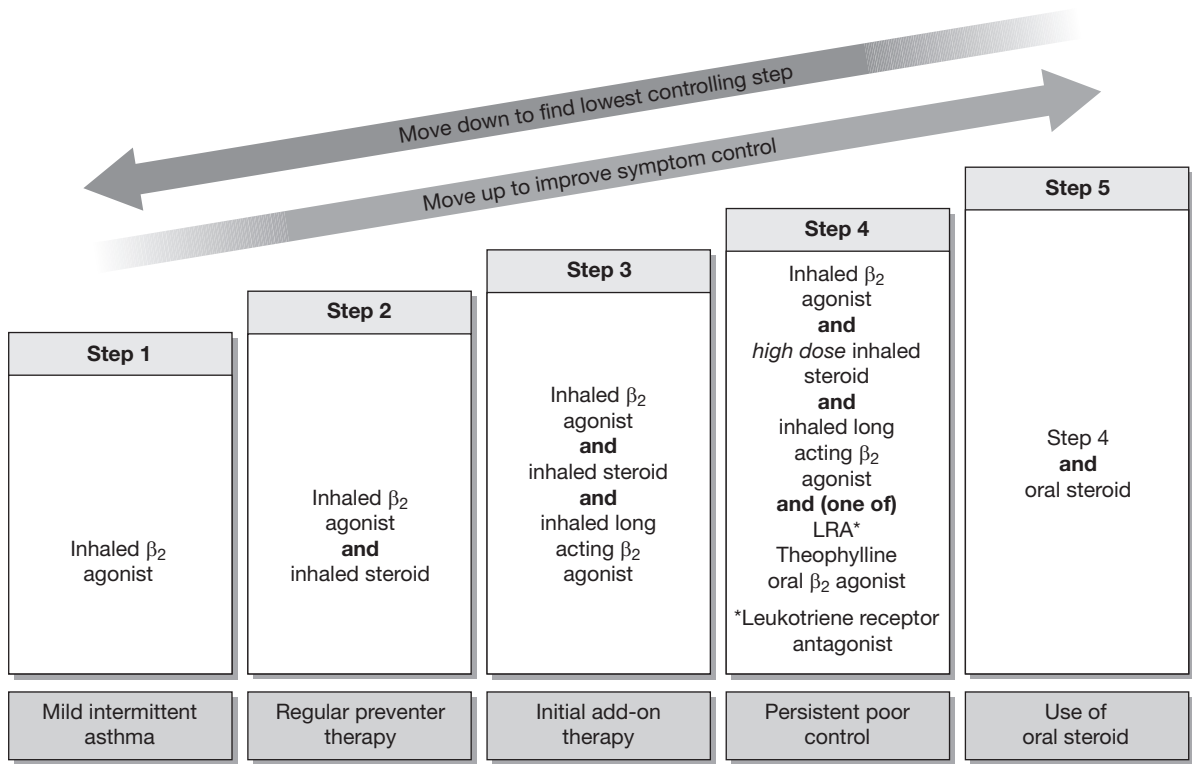 Move down to find lowest controlling step
Move up to improve symptom control
Step 1
Inhaled β₂
agonist
Mild intermittent
asthma
Step 2
Inhaled β₂
agonist
and
inhaled steroid
Regular preventer
therapy
Step 3
Inhaled β₂
agonist
and
inhaled steroid
and
inhaled long
acting β₂
agonist
Initial add-on
therapy
Step 4
Inhaled β₂
agonist
and
high dose inhaled
steroid
and
inhaled long
acting β₂
agonist
and (one of)
LRA*
Theophylline
oral β₂ agonist
*Leukotriene receptor
antagonist
Persistent poor
control
Step 5
Step 4
and
oral steroid
Use of
oral steroid